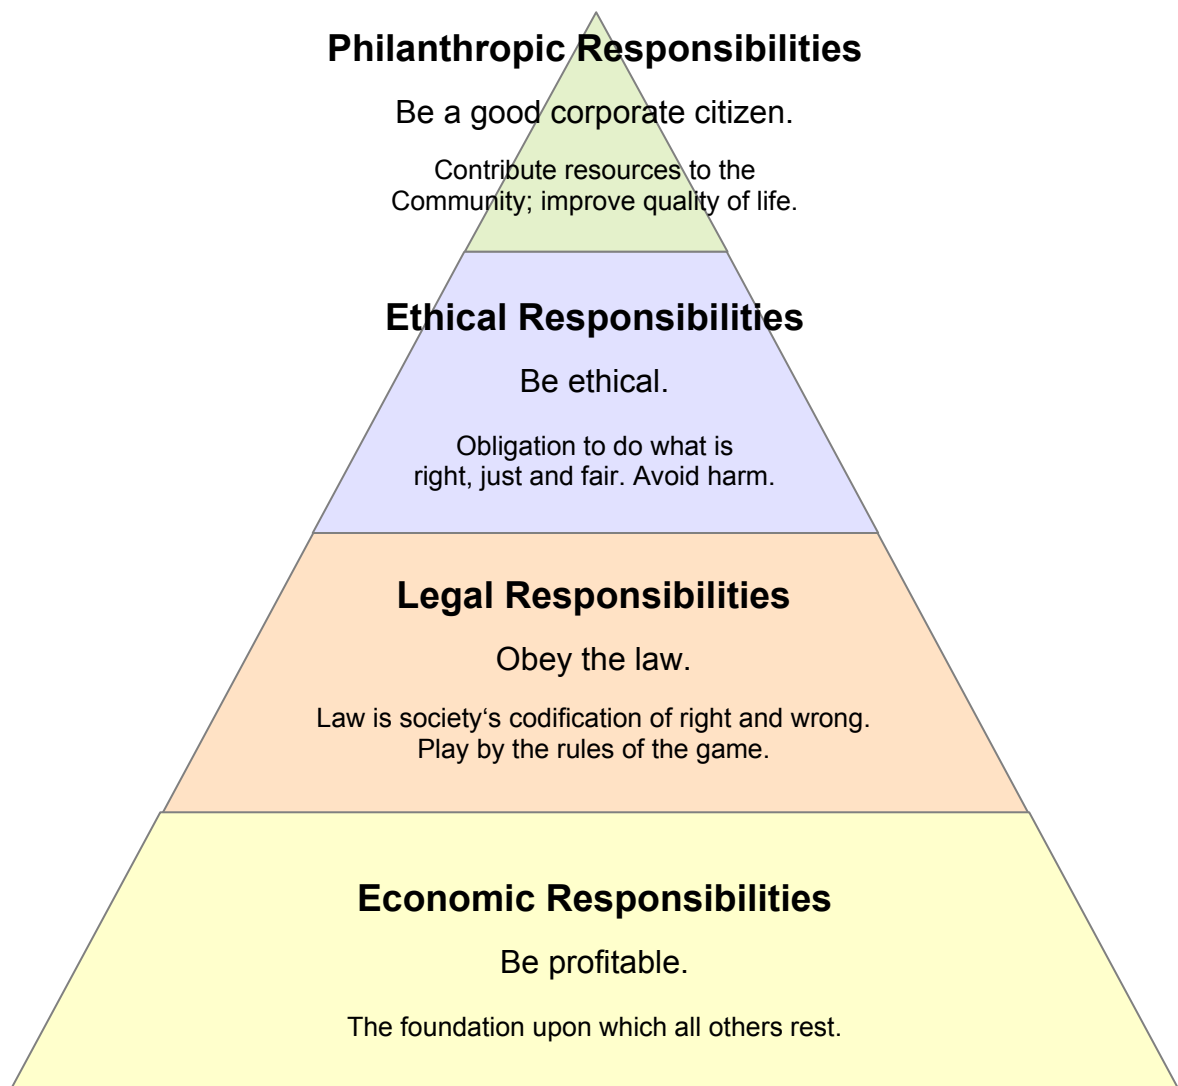 Philanthropic Responsibilities
Be a good corporate citizen.
Contribute resources to the
Community; improve quality of life.
Ethical Responsibilities
Be ethical.
Obligation to do what is
right, just and fair. Avoid harm.
Legal Responsibilities
Obey the law.
Law is society‘s codification of right and wrong.
Play by the rules of the game.
Economic Responsibilities
Be profitable.
The foundation upon which all others rest.